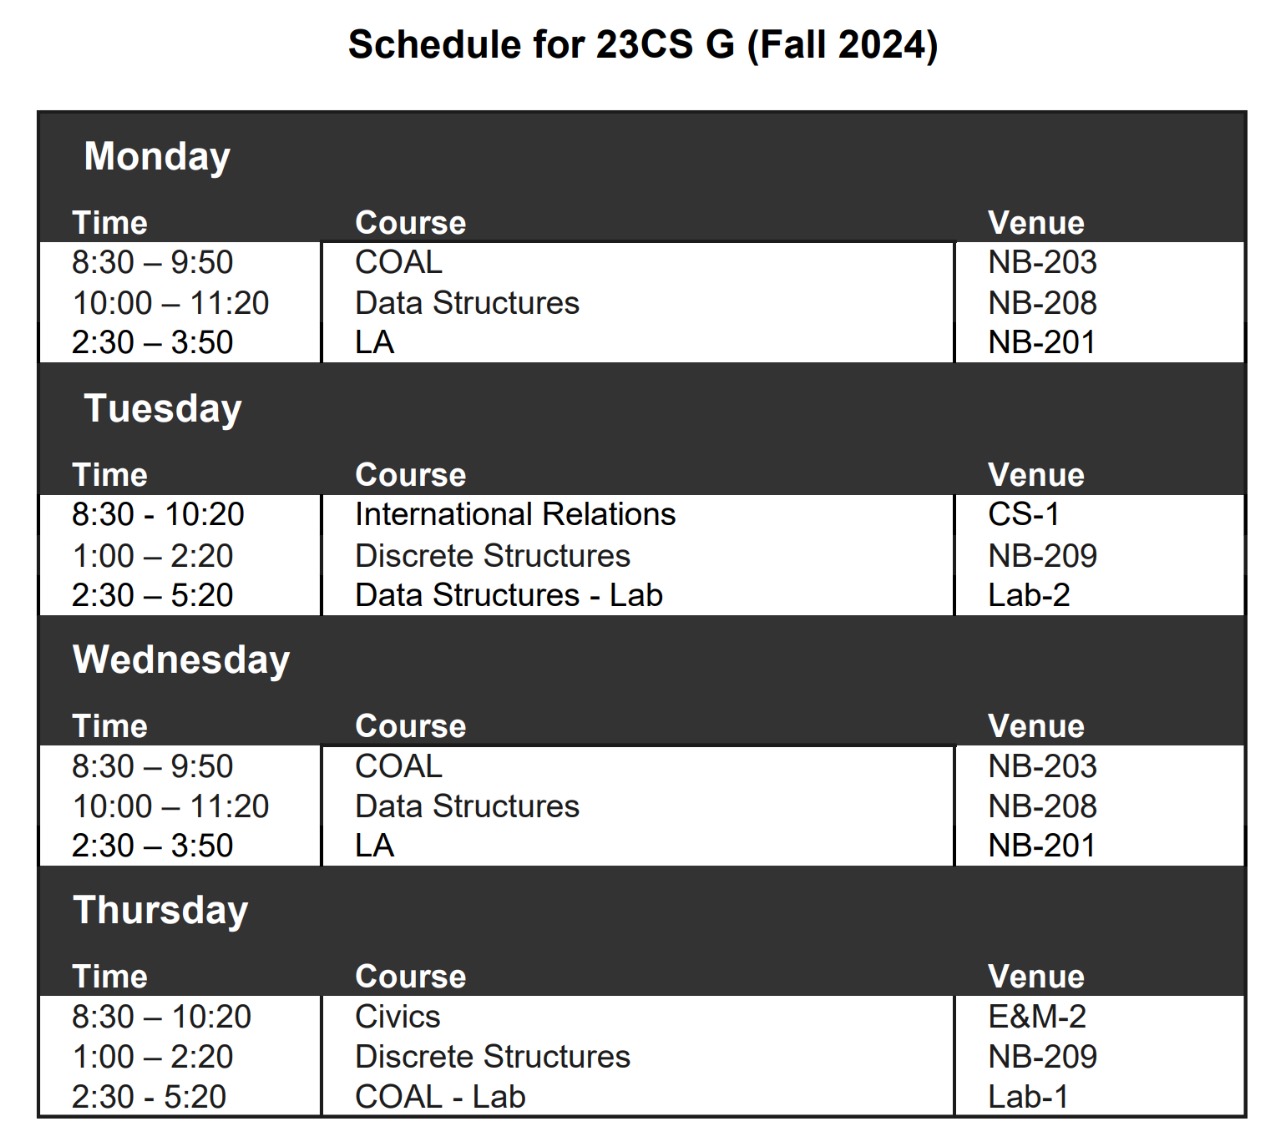 Schedule for 23CS G (Fall 2024)
Monday
Time Course Venue
8:30 – 9:50 COAL NB-203
10:00 – 11:20 Data Structures NB-208
2:30 – 3:50 LA NB-201
Tuesday
Time Course Venue
8:30 - 10:20 International Relations CS-1
1:00 – 2:20 Discrete Structures NB-209
2:30 – 5:20 Data Structures - Lab Lab-2
Wednesday
Time Course Venue
8:30 – 9:50 COAL NB-203
10:00 – 11:20 Data Structures NB-208
2:30 – 3:50 LA NB-201
Thursday
Time Course Venue
8:30 – 10:20 Civics E&M-2
1:00 – 2:20 Discrete Structures NB-209
2:30 - 5:20 COAL - Lab Lab-1